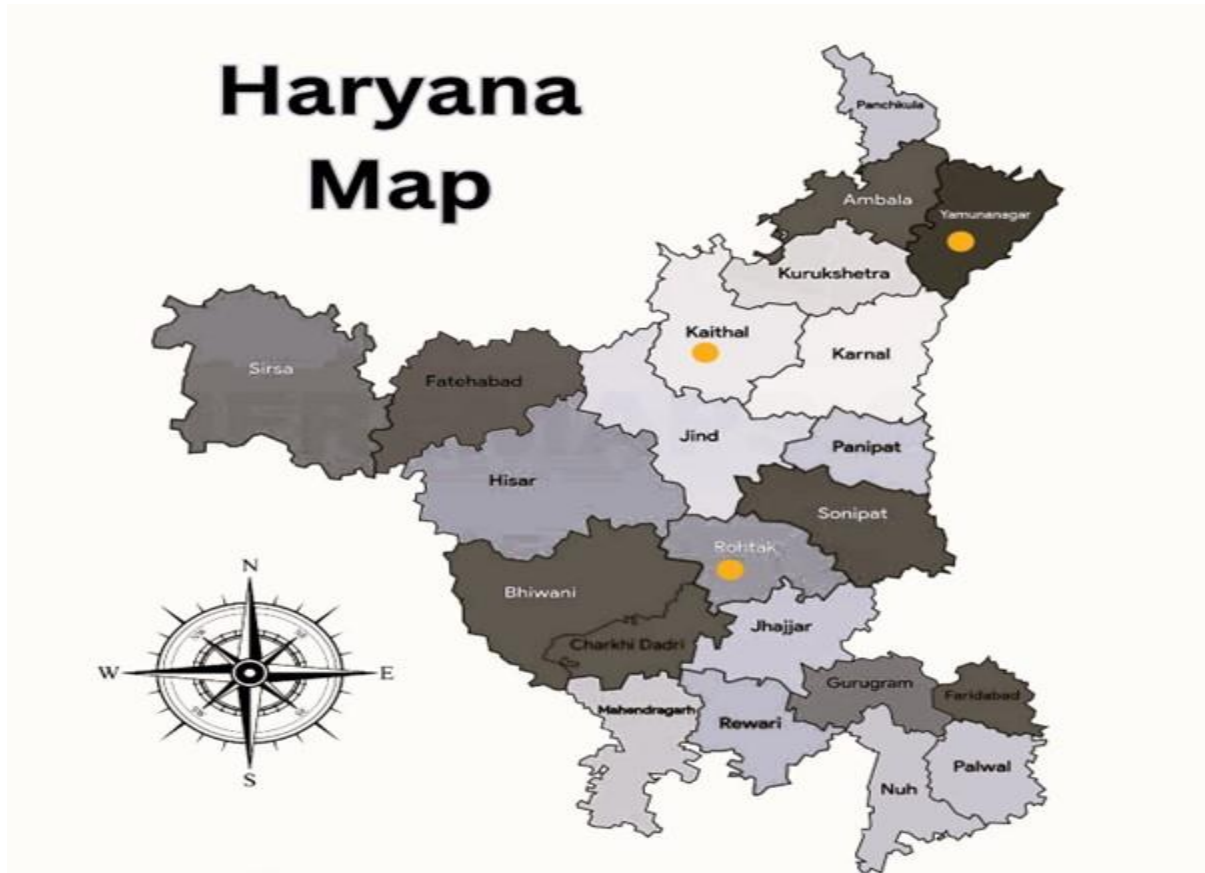 Haryana
Map
Panchkula
Ambala
Yamunanagar
Kurukshetra
Kaithal
Karnal
Sirsa
Fatehabad
Jind
Panipat
Hisar
Sonipat
Rohtak
Bhiwani
Jhajjar
Charkhi Dadri
Gurugram
Faridabad
Mahendragarh
Rewari
Palwal
Nuh
N
W
E
S